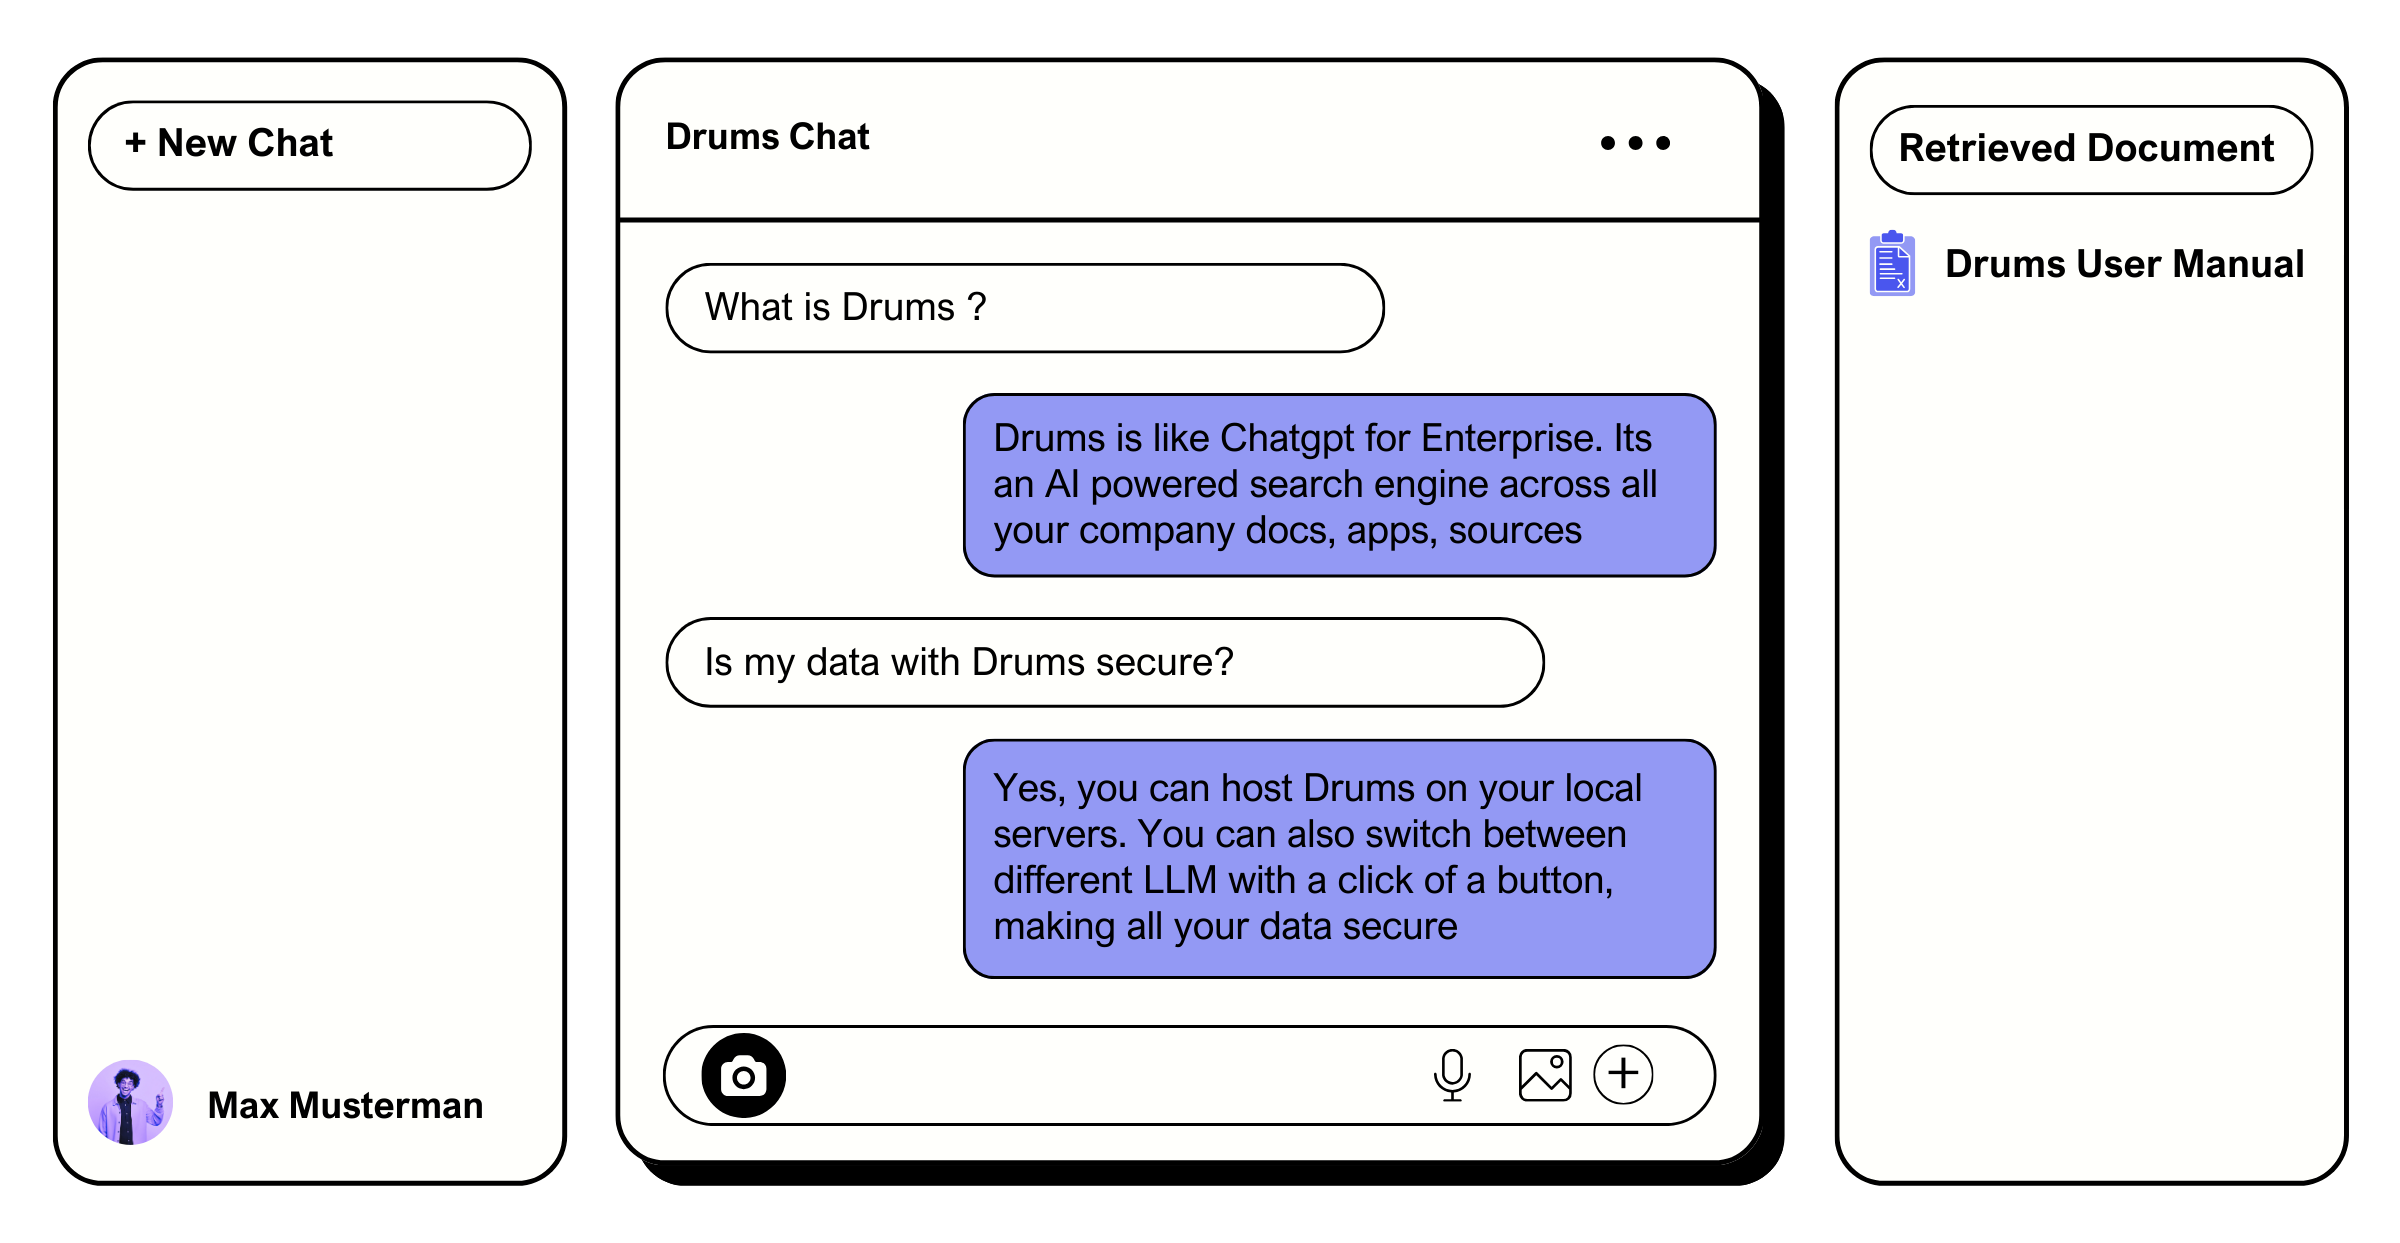 + New Chat
Max Musterman
Drums Chat
What is Drums ?
Drums is like Chatgpt for Enterprise. Its
an AI powered search engine across all
your company docs, apps, sources
Is my data with Drums secure?
Yes, you can host Drums on your local
servers. You can also switch between
different LLM with a click of a button,
making all your data secure
Retrieved Document
Drums User Manual